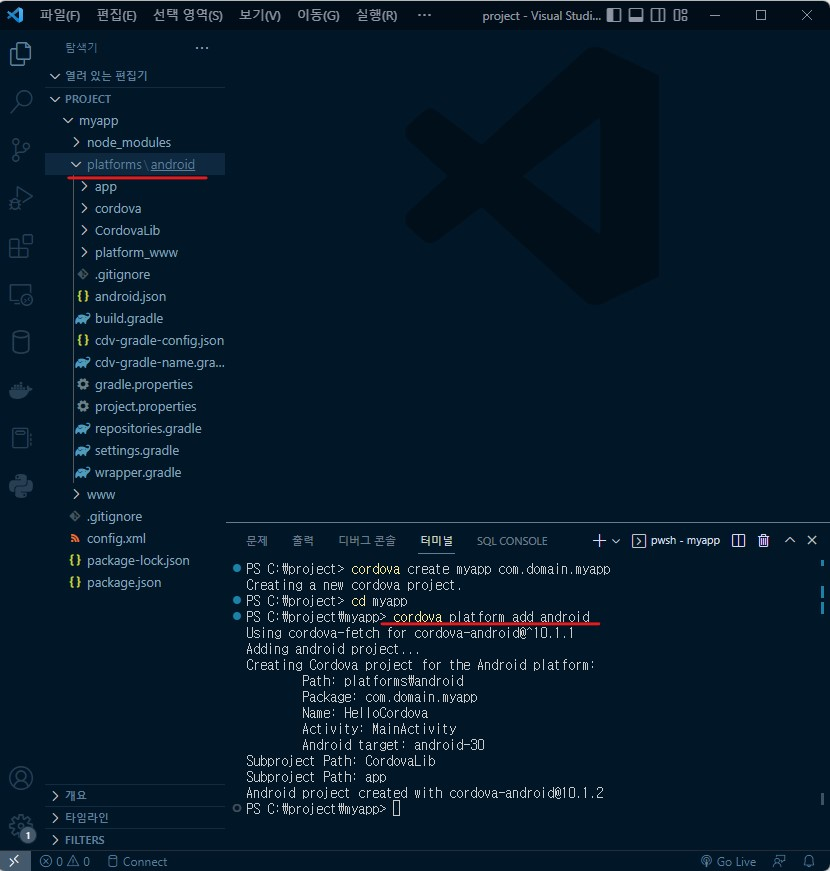 파일(F) 편집(E) 선택 영역(S) 보기(V) 이동(G) 실행(R) ··· project - Visual Studi...
탐색기 ···
열려 있는 편집기
PROJECT
myapp
node_modules
platforms\android
app
cordova
CordovaLib
platform_www
.gitignore
android.json
build.gradle
cdv-gradle-config.json
cdv-gradle-name.gra...
gradle.properties
project.properties
repositories.gradle
settings.gradle
wrapper.gradle
www
.gitignore
config.xml
package-lock.json
package.json
개요
타임라인
FILTERS
1
문제 출력 디버그 콘솔 터미널 SQL CONSOLE pwsh - myapp
PS C:₩project> cordova create myapp com.domain.myapp
Creating a new cordova project.
PS C:₩project> cd myapp
PS C:₩project₩myapp> cordova platform add android
Using cordova-fetch for cordova-android@^10.1.1
Adding android project...
Creating Cordova project for the Android platform:
Path: platforms₩android
Package: com.domain.myapp
Name: HelloCordova
Activity: MainActivity
Android target: android-30
Subproject Path: CordovaLib
Subproject Path: app
Android project created with cordova-android@10.1.2
PS C:₩project₩myapp>
0 0 Connect Go Live